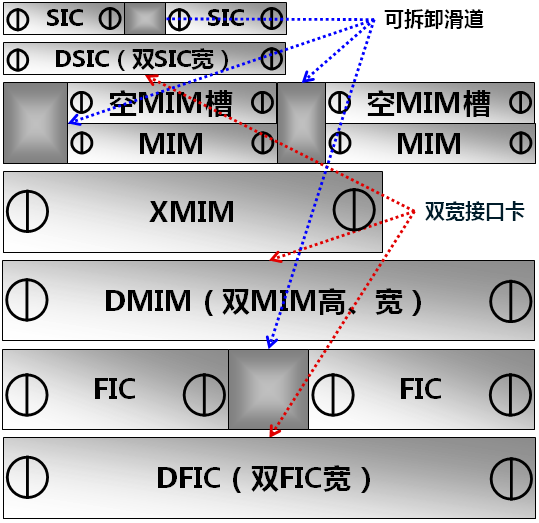 SIC SIC 可拆卸滑道
DSIC（双SIC宽）
空MIM槽 空MIM槽
MIM MIM
XMIM 双宽接口卡
DMIM（双MIM高、宽）
FIC FIC
DFIC（双FIC宽）